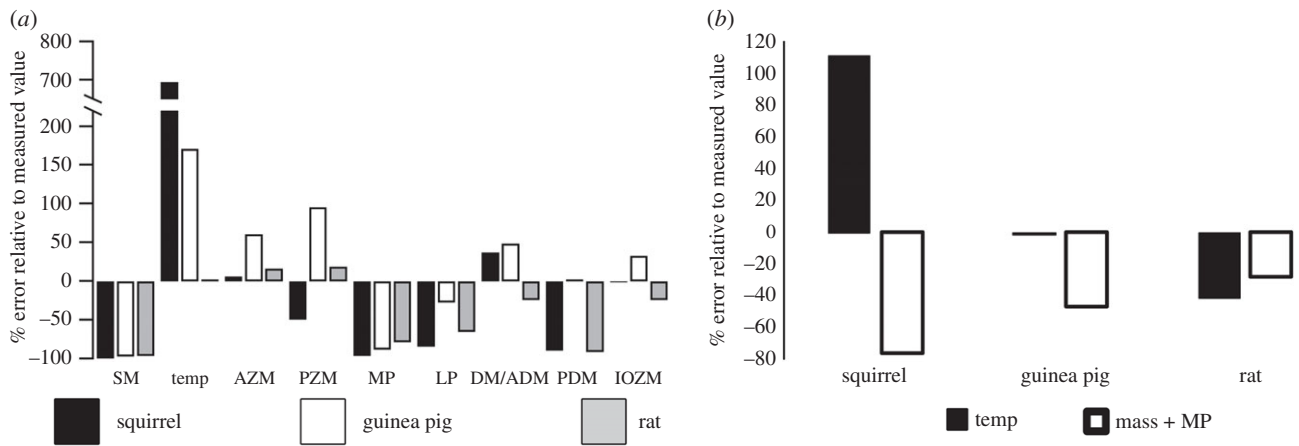 (a)
% error relative to measured value
800
700
200
150
100
50
0
−50
−100
SM temp AZM PZM MP LP DM/ADM PDM IOZM
squirrel guinea pig rat
(b)
% error relative to measured value
120
100
80
60
40
20
0
−20
−40
−60
−80
squirrel guinea pig rat
temp mass + MP